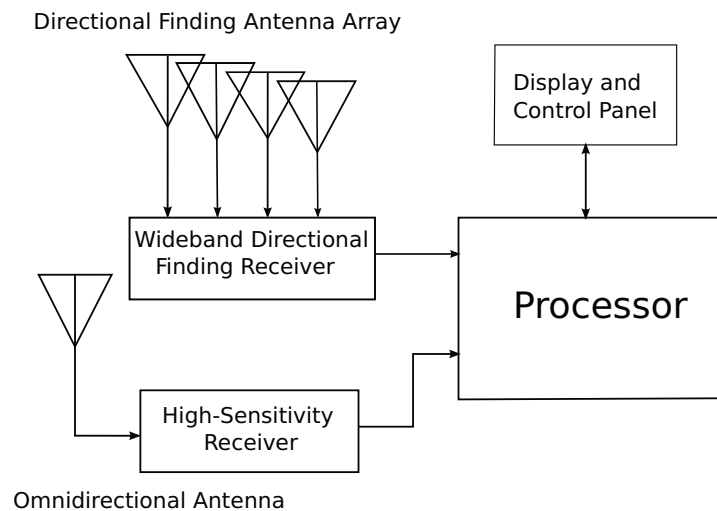 Directional Finding Antenna Array
Display and
Control Panel
Wideband Directional
Finding Receiver
Processor
High-Sensitivity
Receiver
Omnidirectional Antenna